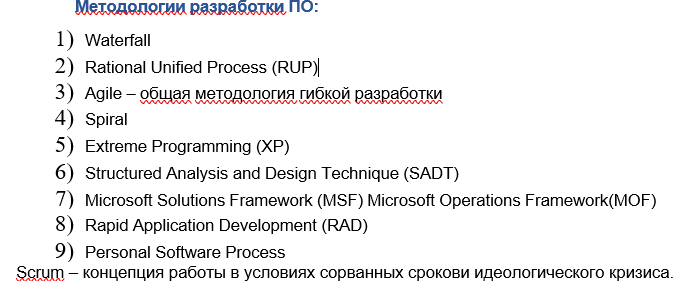 Методологии разработки ПО:
1) Waterfall
2) Rational Unified Process (RUP)
3) Agile – общая методология гибкой разработки
4) Spiral
5) Extreme Programming (XP)
6) Structured Analysis and Design Technique (SADT)
7) Microsoft Solutions Framework (MSF) Microsoft Operations Framework(MOF)
8) Rapid Application Development (RAD)
9) Personal Software Process
Scrum – концепция работы в условиях сорванных срокови идеологического кризиса.